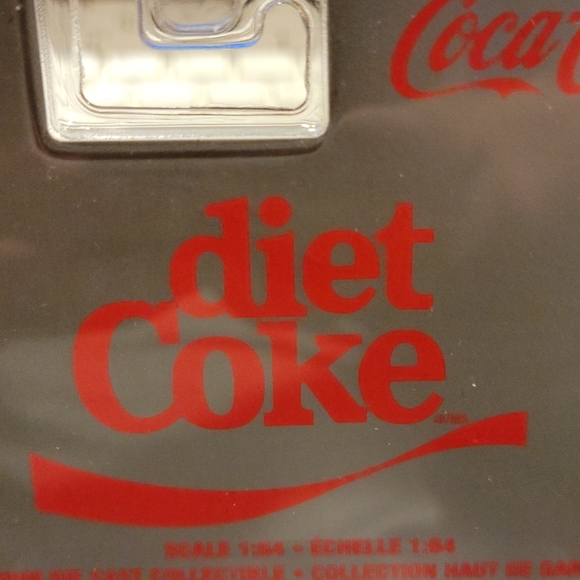 Coca
diet
Coke
SCALE 1:64 • ÉCHELLE 1:64
DIE CAST COLLECTIBLE • COLLECTION HAUT DE